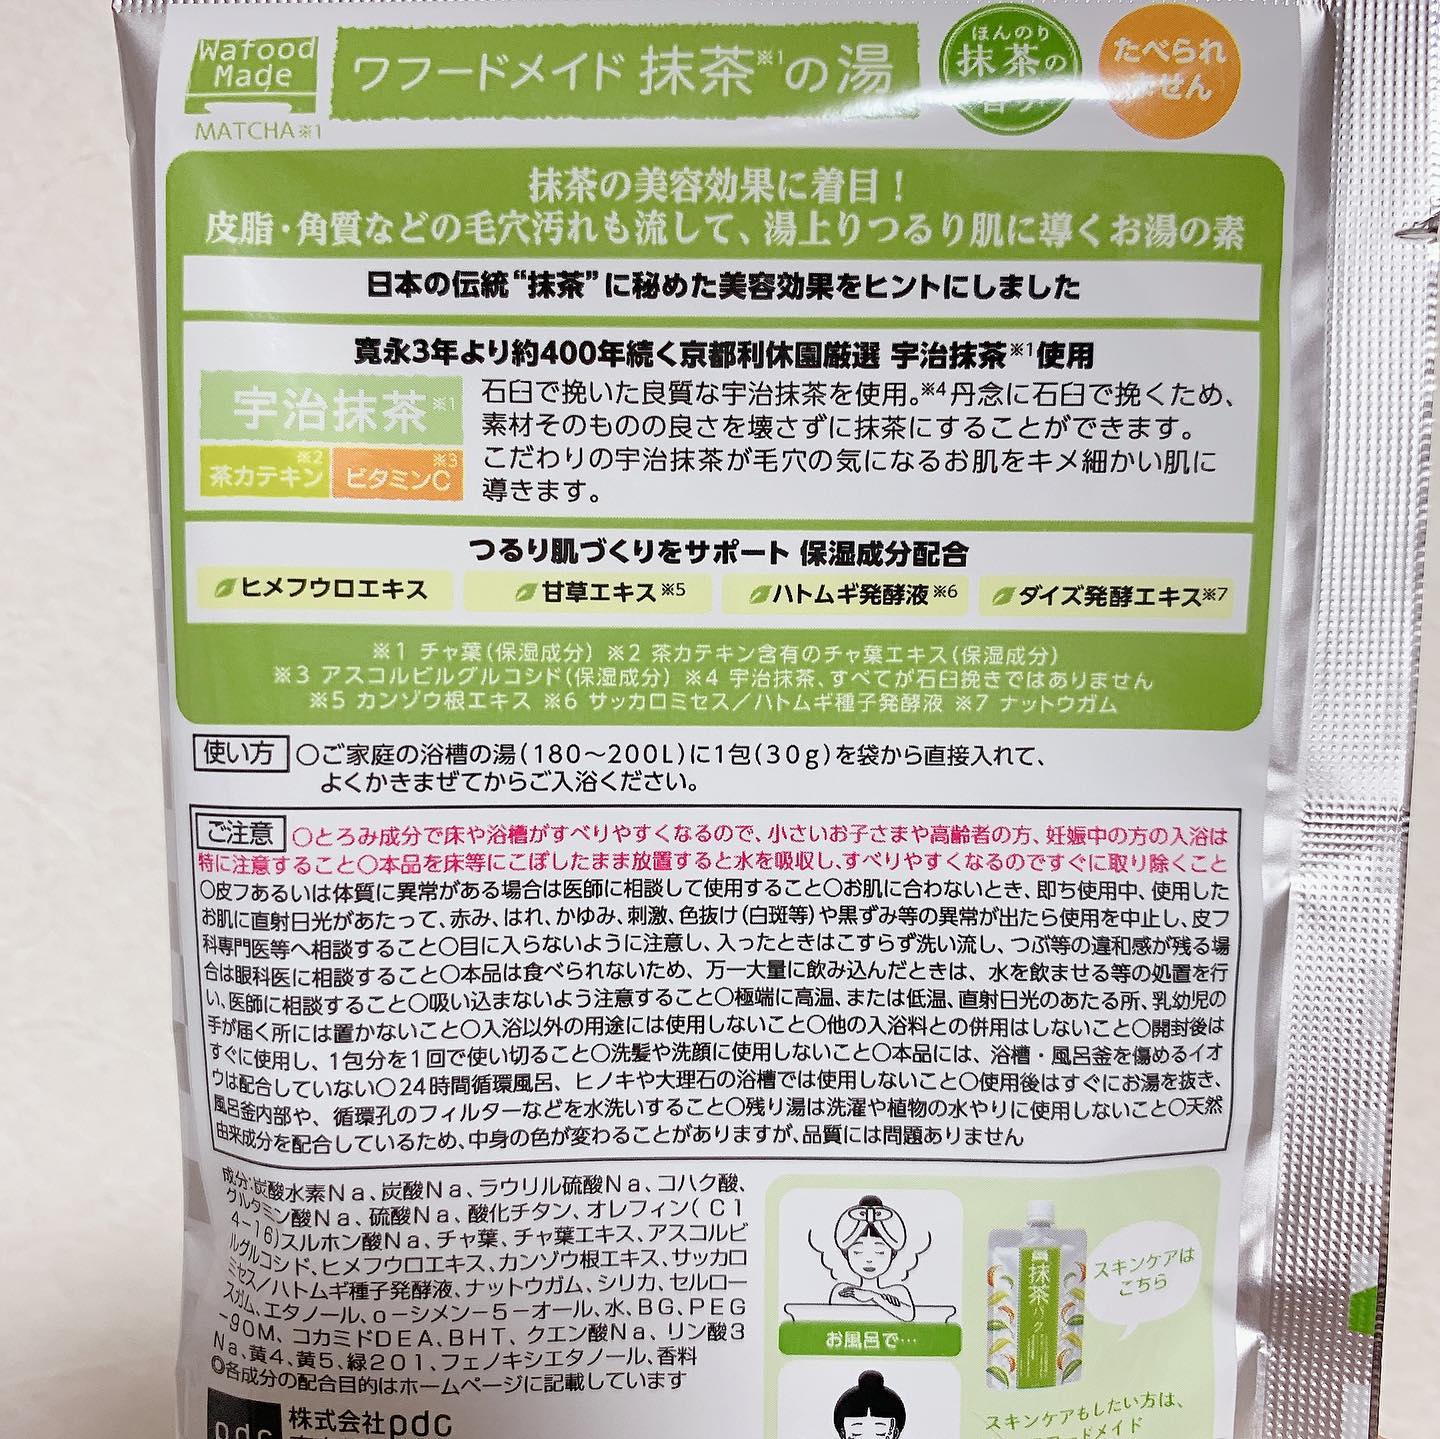 Wafood
Made
MATCHA※1
ワフードメイド 抹茶※1の湯
ほんのり
抹茶の
香り
たべられ
ません
抹茶の美容効果に着目！
皮脂・角質などの毛穴汚れも流して、湯上りつるり肌に導くお湯の素
日本の伝統“抹茶”に秘めた美容効果をヒントにしました
寛永3年より約400年続く京都利休園厳選 宇治抹茶※1使用
宇治抹茶※1
茶カテキン※2
ビタミンC※3
石臼で挽いた良質な宇治抹茶を使用。※4丹念に石臼で挽くため、
素材そのものの良さを壊さずに抹茶にすることができます。
こだわりの宇治抹茶が毛穴の気になるお肌をキメ細かい肌に
導きます。
つるり肌づくりをサポート 保湿成分配合
ヒメフウロエキス
甘草エキス※5
ハトムギ発酵液※6
ダイズ発酵エキス※7
※1 チャ葉(保湿成分) ※2 茶カテキン含有のチャ葉エキス(保湿成分)
※3 アスコルビルグルコシド(保湿成分) ※4 宇治抹茶、すべてが石臼挽きではありません
※5 カンゾウ根エキス ※6 サッカロミセス／ハトムギ種子発酵液 ※7 ナットウガム
使い方 ○ご家庭の浴槽の湯(180～200L)に1包(30g)を袋から直接入れて、
よくかきまぜてからご入浴ください。
ご注意 ○とろみ成分で床や浴槽がすべりやすくなるので、小さいお子さまや高齢者の方、妊娠中の方の入浴は
特に注意すること○本品を床等にこぼしたまま放置すると水を吸収し、すべりやすくなるのですぐに取り除くこと
○皮フあるいは体質に異常がある場合は医師に相談して使用すること○お肌に合わないとき、即ち使用中、使用した
お肌に直射日光があたって、赤み、はれ、かゆみ、刺激、色抜け(白斑等)や黒ずみ等の異常が出たら使用を中止し、皮フ
科専門医等へ相談すること○目に入らないように注意し、入ったときはこすらず洗い流し、つぶ等の違和感が残る場
合は眼科医に相談すること○本品は食べられないため、万一大量に飲み込んだときは、水を飲ませる等の処置を行
い、医師に相談すること○吸い込まないよう注意すること○極端に高温、または低温、直射日光のあたる所、乳幼児の
手が届く所には置かないこと○入浴以外の用途には使用しないこと○他の入浴料との併用はしないこと○開封後は
すぐに使用し、1包分を1回で使い切ること○洗髪や洗顔に使用しないこと○本品には、浴槽・風呂釜を傷めるイオ
ウは配合していない○24時間循環風呂、ヒノキや大理石の浴槽では使用しないこと○使用後はすぐにお湯を抜き、
風呂釜内部や、循環孔のフィルターなどを水洗いすること○残り湯は洗濯や植物の水やりに使用しないこと○天然
由来成分を配合しているため、中身の色が変わることがありますが、品質には問題ありません
成分:炭酸水素Na、炭酸Na、ラウリル硫酸Na、コハク酸、
グルタミン酸Na、硫酸Na、酸化チタン、オレフィン(C1
4-16)スルホン酸Na、チャ葉、チャ葉エキス、アスコルビ
ルグルコシド、ヒメフウロエキス、カンゾウ根エキス、サッカロ
ミセス／ハトムギ種子発酵液、ナットウガム、シリカ、セルロー
スガム、エタノール、o-シメン-5-オール、水、BG、PEG
-90M、コカミドDEA、BHT、クエン酸Na、リン酸3
Na、黄4、黄5、緑201、フェノキシエタノール、香料
◎各成分の配合目的はホームページに記載しています
pdc
株式会社pdc
お風呂で…
抹茶パック
スキンケアは
こちら
スキンケアもしたい方は、